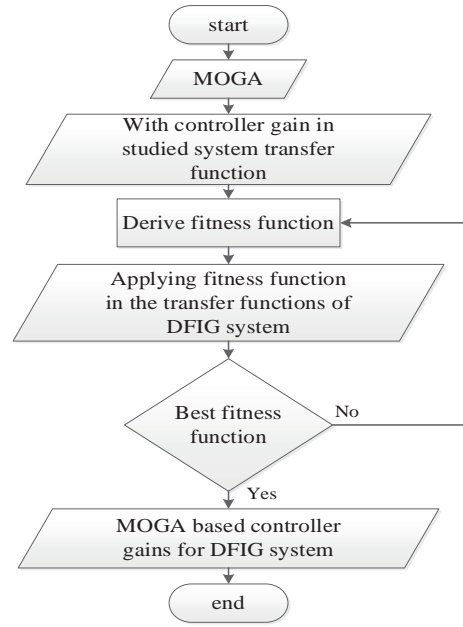 start
MOGA
With controller gain in
studied system transfer
function
Derive fitness function
Applying fitness function
in the transfer functions of
DFIG system
Best fitness
function
No
Yes
MOGA based controller
gains for DFIG system
end